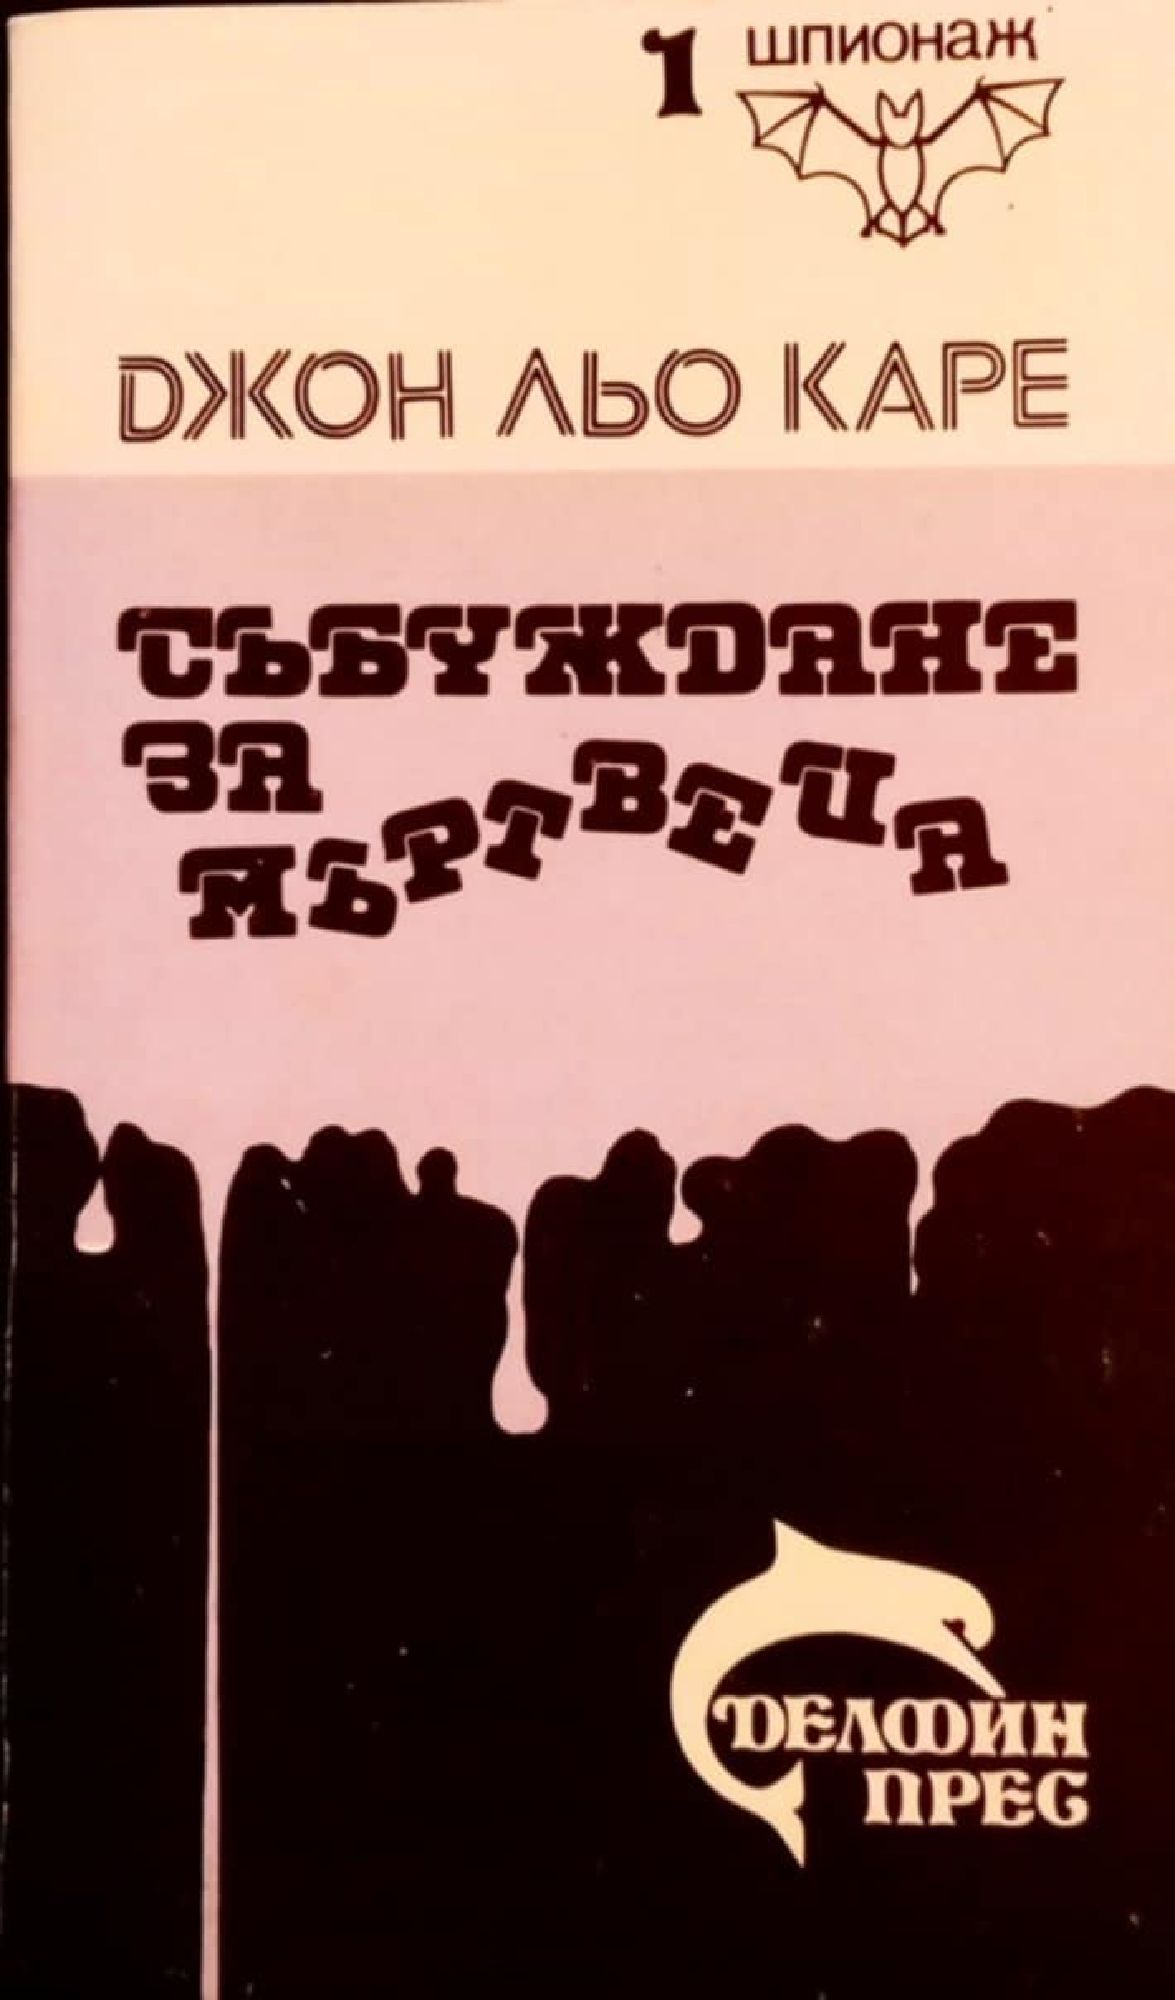 1 шпионаж
ДЖОН ЛЬО КАРЕ
СЪБУЖДАНЕ
ЗА
МЪРТВЕЦА
ДЕЛФИН
ПРЕС